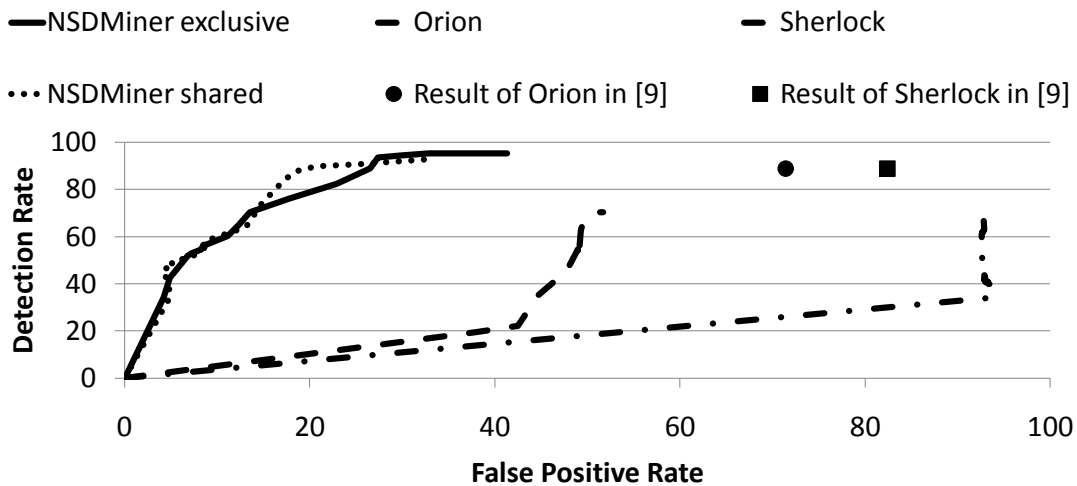 NSDMiner exclusive
Orion
Sherlock
NSDMiner shared
Result of Orion in [9]
Result of Sherlock in [9]
100
80
60
40
20
0
Detection Rate
0
20
40
60
80
100
False Positive Rate